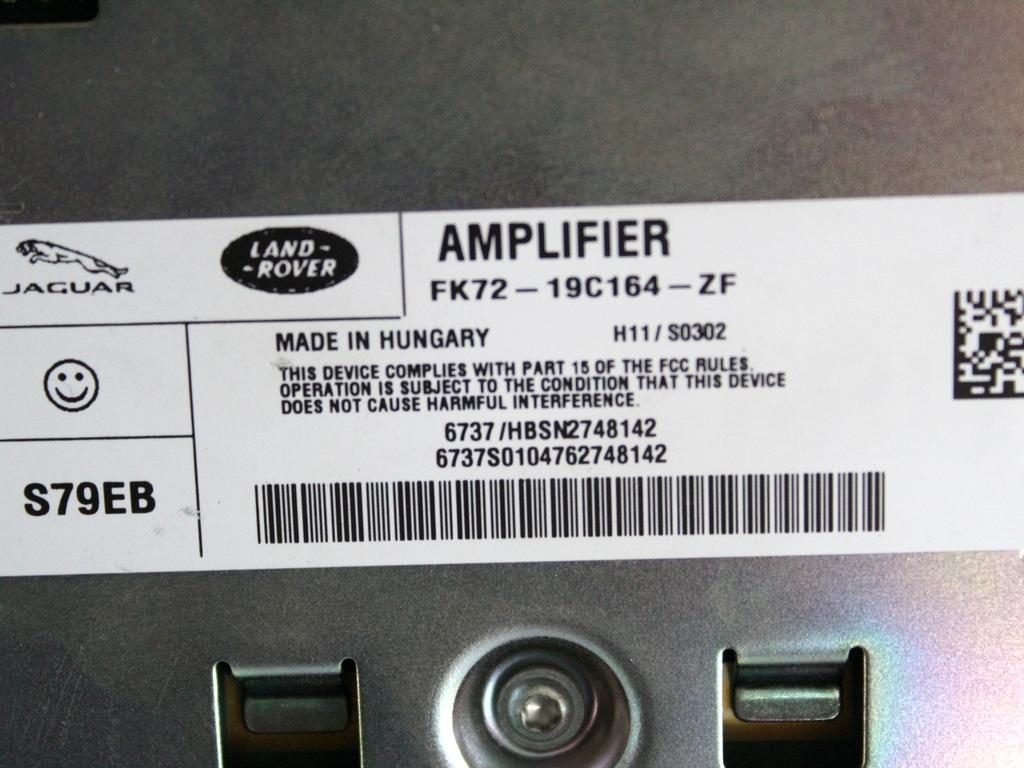 JAGUAR
LAND-
-ROVER
AMPLIFIER
FK72-19C164-ZF
MADE IN HUNGARY H11/S0302
THIS DEVICE COMPLIES WITH PART 15 OF THE FCC RULES.
OPERATION IS SUBJECT TO THE CONDITION THAT THIS DEVICE
DOES NOT CAUSE HARMFUL INTERFERENCE.
6737/HBSN2748142
6737S0104762748142
S79EB